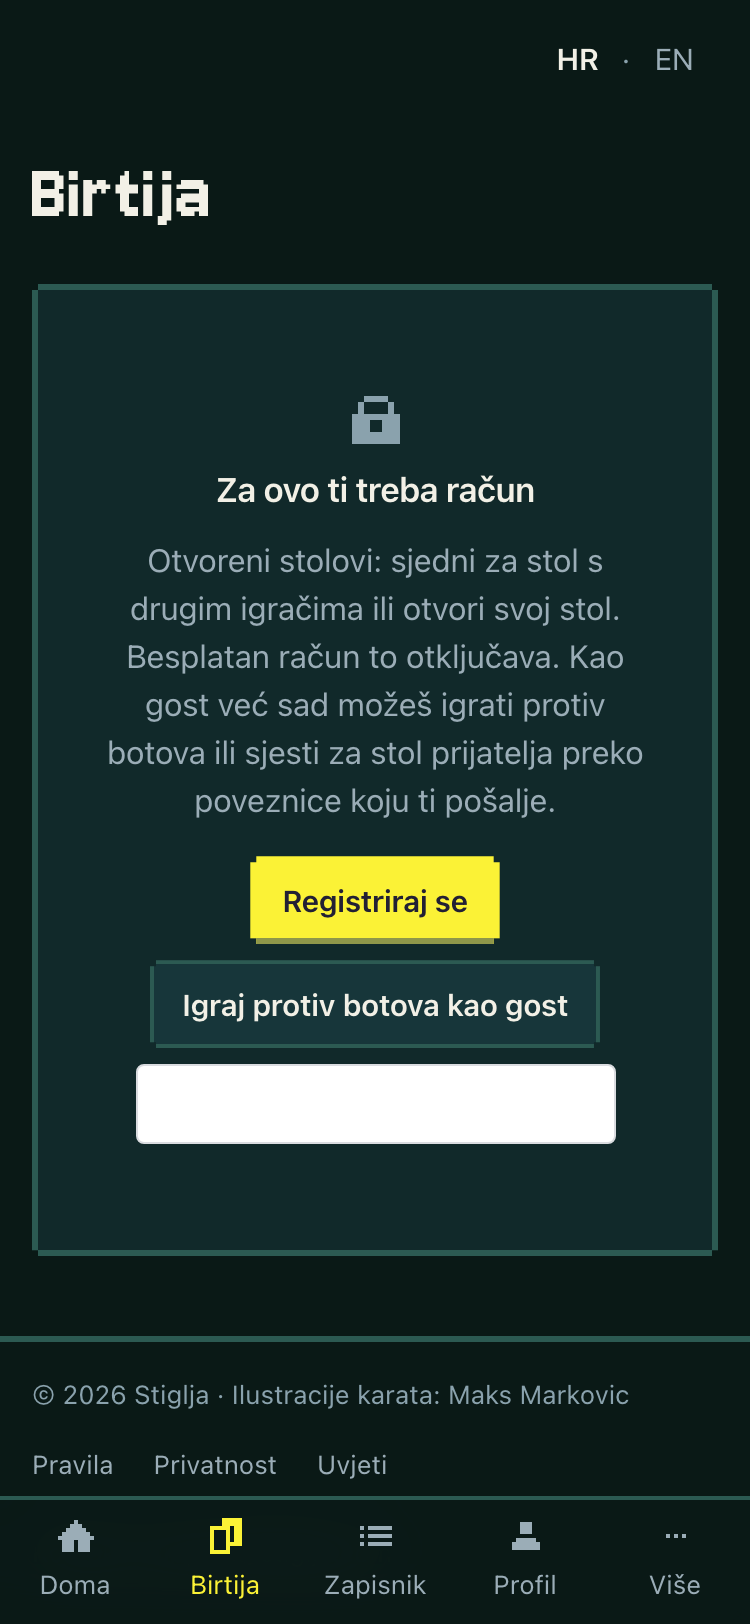 HR · EN
Birtija
Za ovo ti treba račun
Otvoreni stolovi: sjedni za stol s
drugim igračima ili otvori svoj stol.
Besplatan račun to otključava. Kao
gost već sad možeš igrati protiv
botova ili sjesti za stol prijatelja preko
poveznice koju ti pošalje.
Registriraj se
Igraj protiv botova kao gost
© 2026 Stiglja · Ilustracije karata: Maks Markovic
Pravila Privatnost Uvjeti
Doma Birtija Zapisnik Profil Više